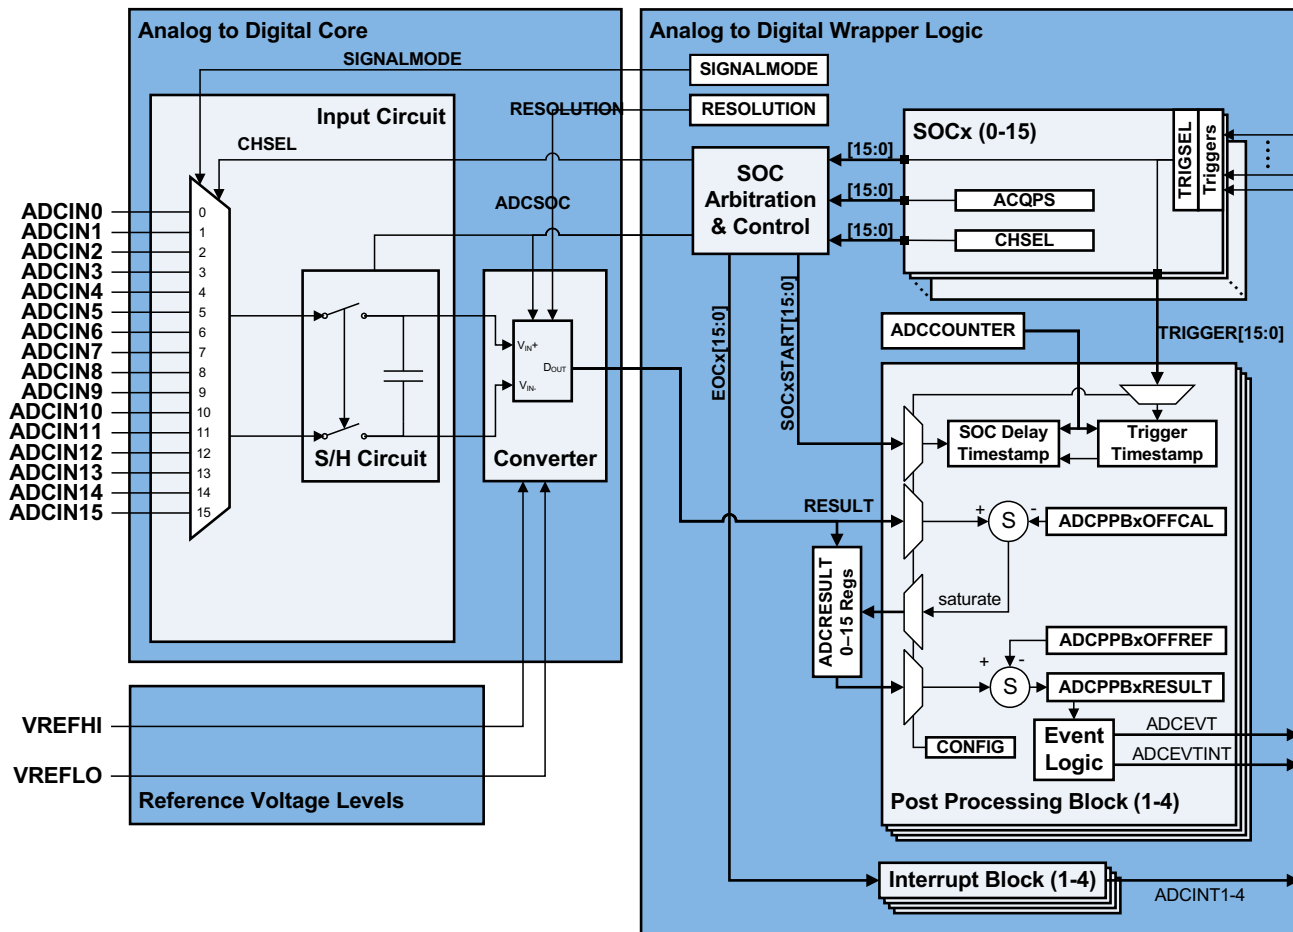 Analog to Digital Core
Analog to Digital Wrapper Logic
SIGNALMODE
SIGNALMODE
RESOLUTION
RESOLUTION
Input Circuit
CHSEL
ADCSOC
SOC
Arbitration
& Control
[15:0]
[15:0]
[15:0]
SOCx (0-15)
TRIGSEL
Triggers
ACQPS
CHSEL
ADCIN0
ADCIN1
ADCIN2
ADCIN3
ADCIN4
ADCIN5
ADCIN6
ADCIN7
ADCIN8
ADCIN9
ADCIN10
ADCIN11
ADCIN12
ADCIN13
ADCIN14
ADCIN15
0
1
2
3
4
5
6
7
8
9
10
11
12
13
14
15
S/H Circuit
VIN+
DOUT
VIN-
Converter
EOCx[15:0]
SOCxSTART[15:0]
ADCCOUNTER
TRIGGER[15:0]
SOC Delay
Timestamp
Trigger
Timestamp
RESULT
+
S
-
ADCPPBxOFFCAL
saturate
ADCRESULT
0–15 Regs
ADCPPBxOFFREF
+
-
S
ADCPPBxRESULT
CONFIG
Event
Logic
ADCEVT
ADCEVTINT
Post Processing Block (1-4)
VREFHI
VREFLO
Reference Voltage Levels
Interrupt Block (1-4)
ADCINT1-4